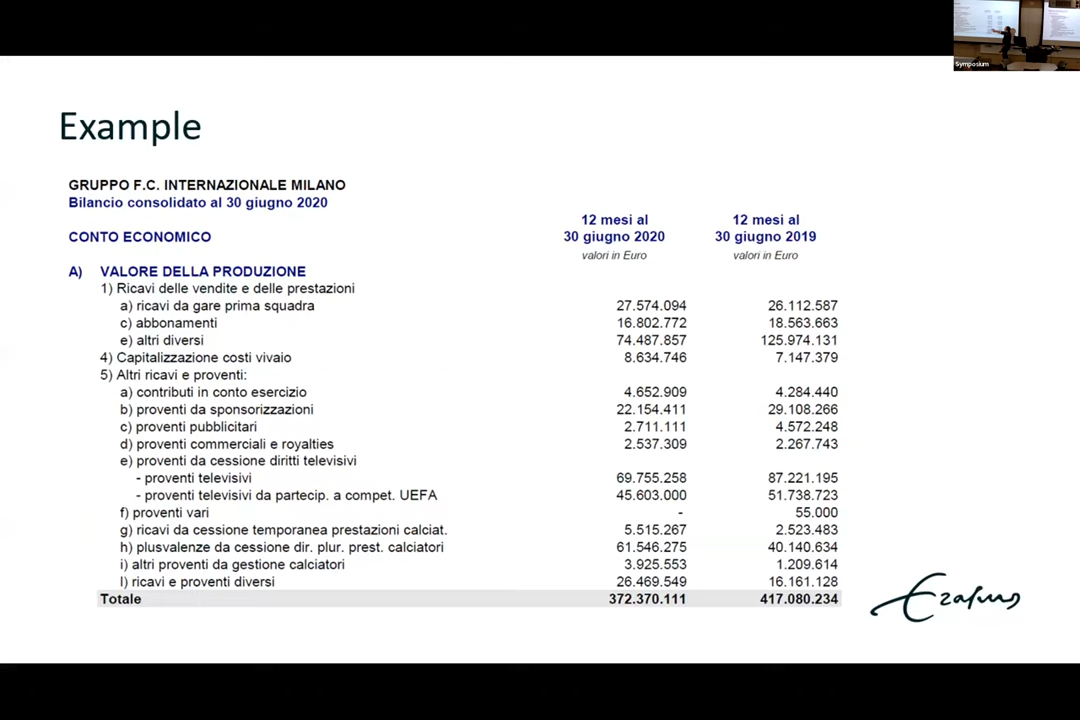 Symposium
Example
GRUPPO F.C. INTERNAZIONALE MILANO
Bilancio consolidato al 30 giugno 2020
12 mesi al 12 mesi al
CONTO ECONOMICO 30 giugno 2020 30 giugno 2019
valori in Euro valori in Euro
A) VALORE DELLA PRODUZIONE
1) Ricavi delle vendite e delle prestazioni
a) ricavi da gare prima squadra 27.574.094 26.112.587
c) abbonamenti 16.802.772 18.563.663
e) altri diversi 74.487.857 125.974.131
4) Capitalizzazione costi vivaio 8.634.746 7.147.379
5) Altri ricavi e proventi:
a) contributi in conto esercizio 4.652.909 4.284.440
b) proventi da sponsorizzazioni 22.154.411 29.108.266
c) proventi pubblicitari 2.711.111 4.572.248
d) proventi commerciali e royalties 2.537.309 2.267.743
e) proventi da cessione diritti televisivi
- proventi televisivi 69.755.258 87.221.195
- proventi televisivi da partecip. a compet. UEFA 45.603.000 51.738.723
f) proventi vari - 55.000
g) ricavi da cessione temporanea prestazioni calciat. 5.515.267 2.523.483
h) plusvalenze da cessione dir. plur. prest. calciatori 61.546.275 40.140.634
i) altri proventi da gestione calciatori 3.925.553 1.209.614
l) ricavi e proventi diversi 26.469.549 16.161.128
Totale 372.370.111 417.080.234
Erasmus